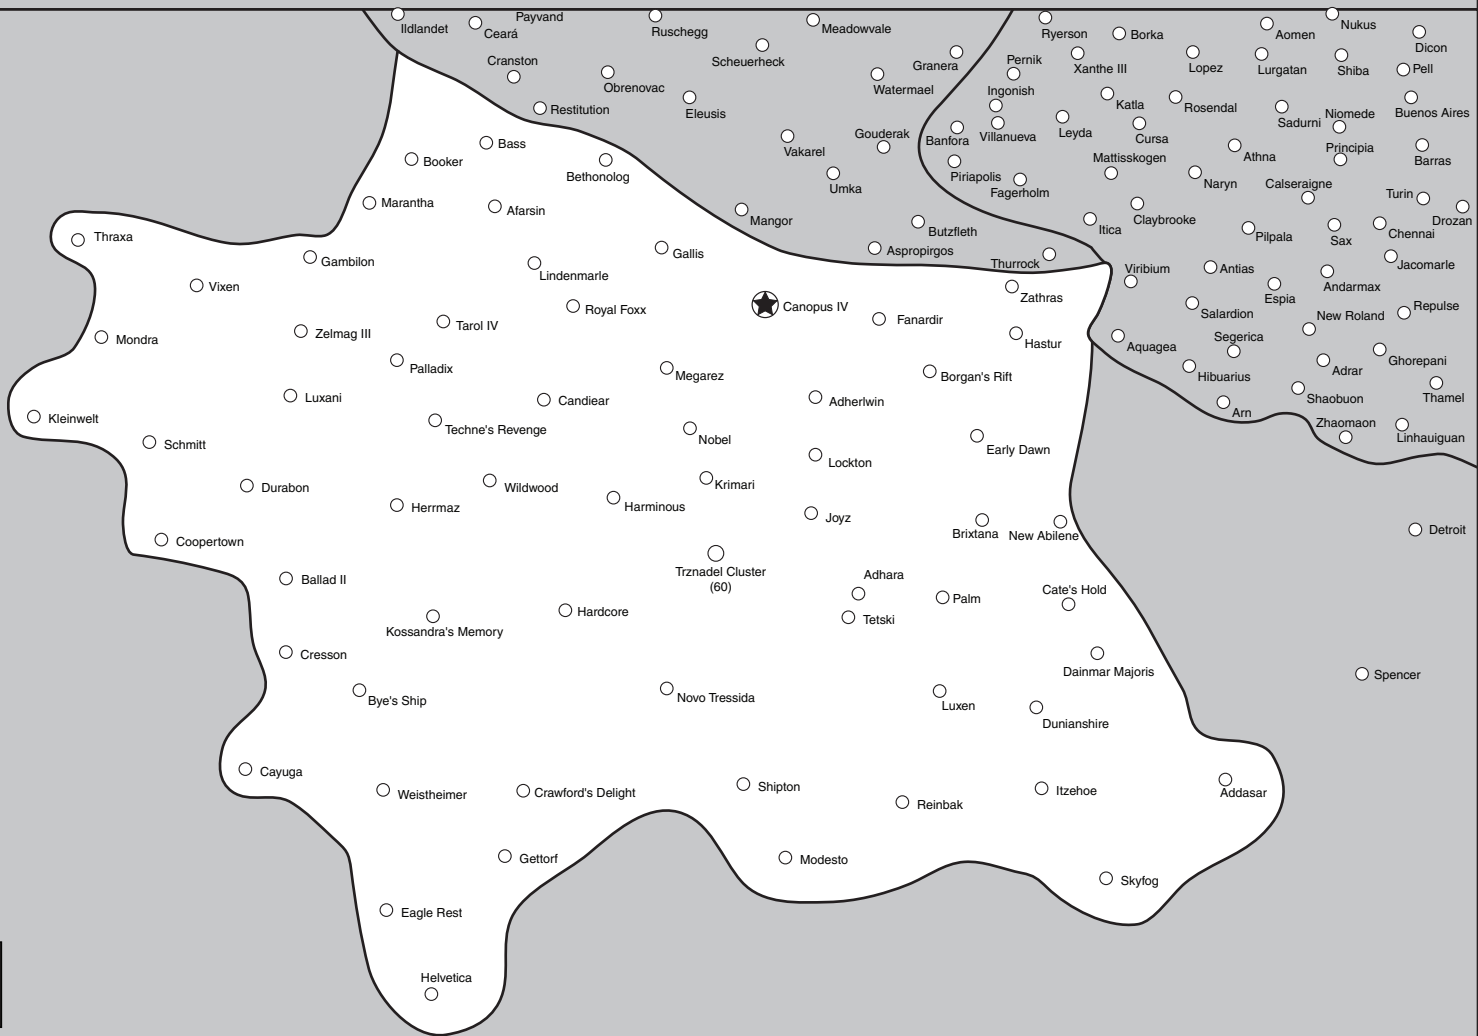 Payvand
Ildlandet
Ceará
Ruschegg
Meadowvale
Ryerson
Borka
Aomen
Nukus
Dicon
Cranston
Scheuerheck
Granera
Pernik
Xanthe III
Lopez
Lurgatan
Shiba
Pell
Obrenovac
Watermael
Ingonish
Restitution
Eleusis
Katla
Rosendal
Sadurni
Niomede
Buenos Aires
Bass
Vakarel
Gouderak
Banfora
Villanueva
Leyda
Cursa
Principia
Booker
Bethonolog
Mattisskogen
Athna
Barras
Umka
Piriapolis
Fagerholm
Naryn
Calseraigne
Turin
Marantha
Afarsin
Mangor
Butzfleth
Itica
Claybrooke
Pilpala
Sax
Chennai
Drozan
Thraxa
Gambilon
Gallis
Aspropirgos
Thurrock
Viribium
Antias
Jacomarle
Lindenmarle
Vixen
Zathras
Espia
Andarmax
Royal Foxx
Canopus IV
Fanardir
Salardion
New Roland
Repulse
Mondra
Zelmag III
Tarol IV
Hastur
Aquagea
Segerica
Palladix
Megarez
Borgan's Rift
Hibuarius
Adrar
Ghorepani
Luxani
Candiear
Adherlwin
Arn
Shaobuon
Thamel
Kleinwelt
Techne's Revenge
Nobel
Zhaomaon
Linhauiguan
Schmitt
Early Dawn
Lockton
Durabon
Wildwood
Krimari
Herrmaz
Harminous
Joyz
Brixtana
New Abilene
Detroit
Coopertown
Trznadel Cluster
(60)
Adhara
Ballad II
Cate's Hold
Hardcore
Palm
Tetski
Kossandra's Memory
Cresson
Dainmar Majoris
Spencer
Bye's Ship
Novo Tressida
Luxen
Dunianshire
Cayuga
Weistheimer
Crawford's Delight
Shipton
Reinbak
Itzehoe
Addasar
Gettorf
Modesto
Skyfog
Eagle Rest
Helvetica